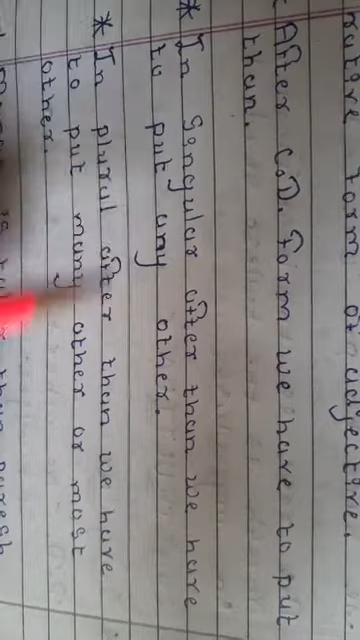 form of adjective.
After C.D. form we have to put
than.
* In Singular after than we have
to put any other.
* In plural after than we have
to put many other or most
other.
than